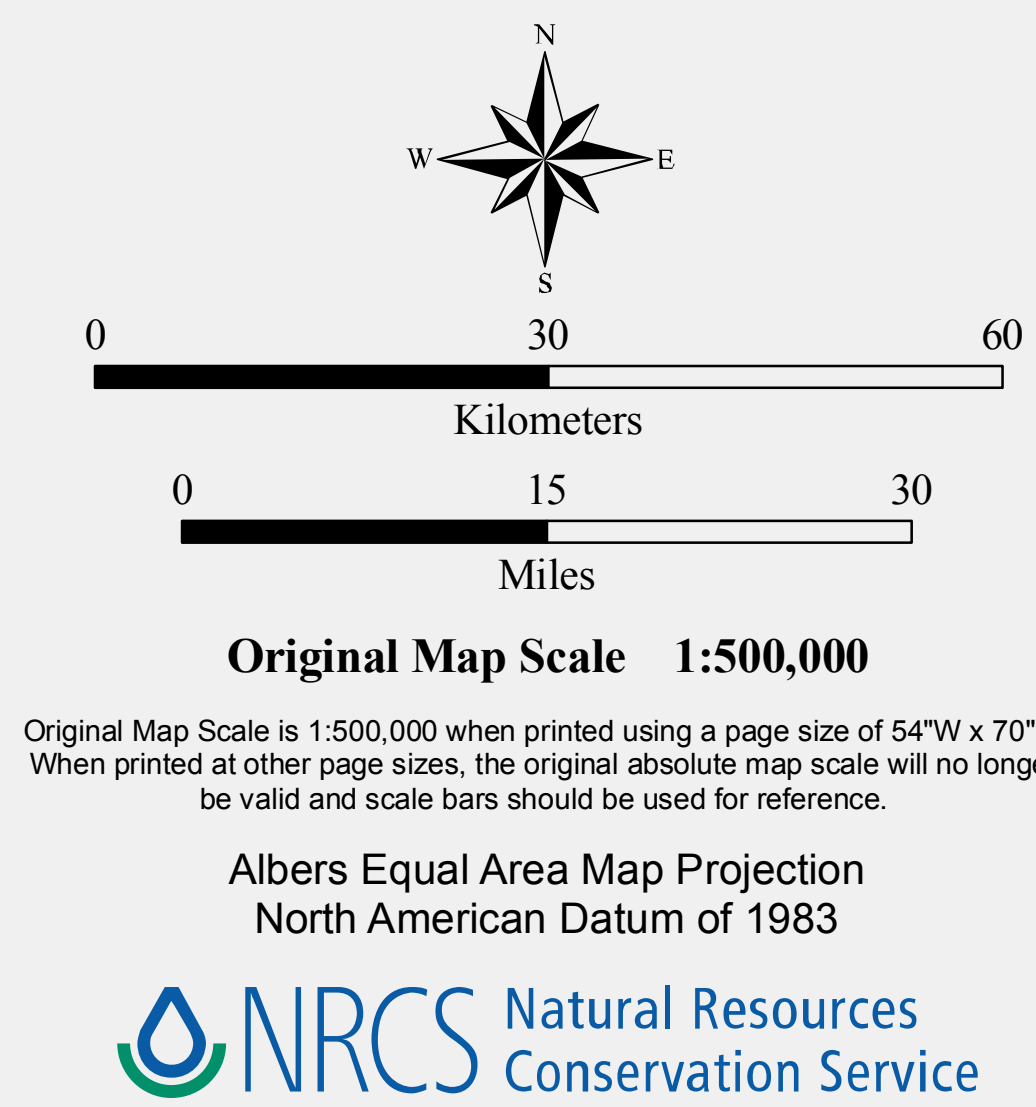 N
W E
S
0 30 60
Kilometers
0 15 30
Miles
Original Map Scale 1:500,000
Original Map Scale is 1:500,000 when printed using a page size of 54"W x 70"
When printed at other page sizes, the original absolute map scale will no longe
be valid and scale bars should be used for reference.
Albers Equal Area Map Projection
North American Datum of 1983
NRCS Natural Resources
Conservation Service